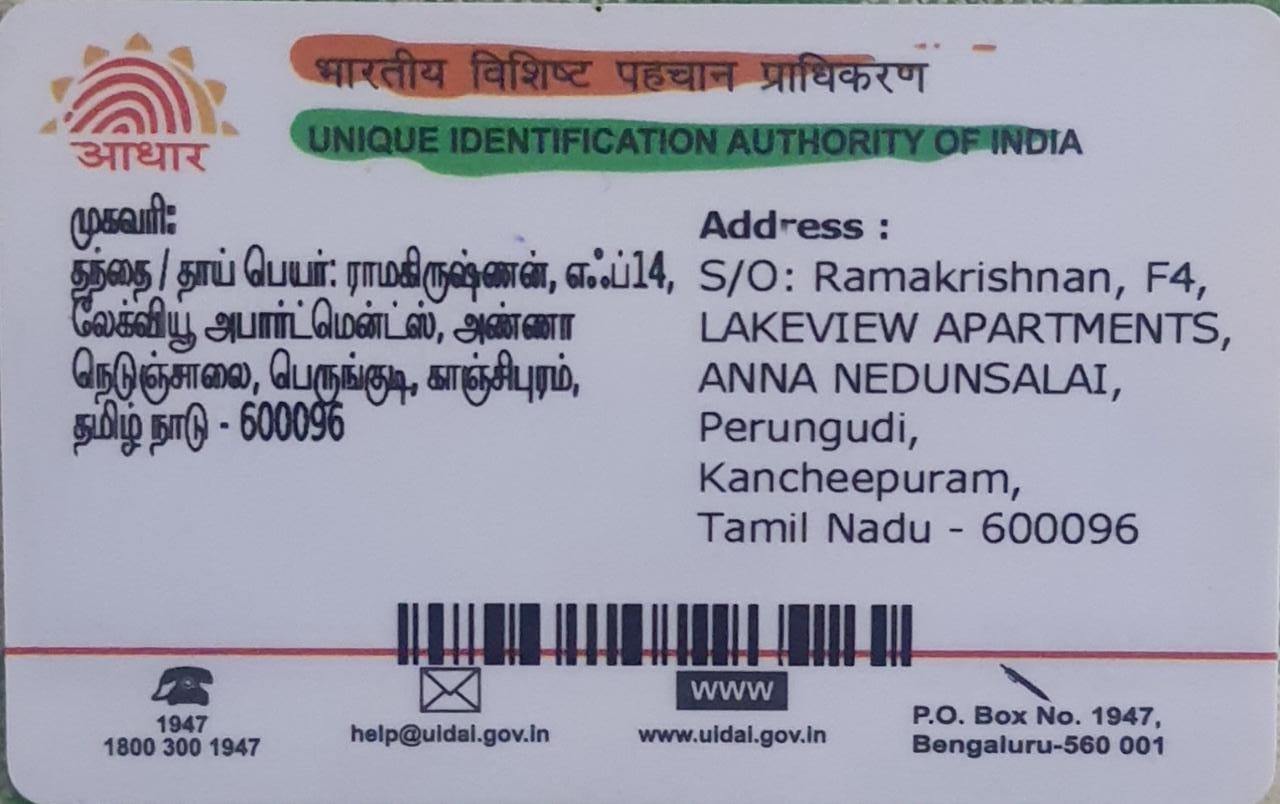 भारतीय विशिष्ट पहचान प्राधिकरण
UNIQUE IDENTIFICATION AUTHORITY OF INDIA
आधार
முகவரி:
தந்தை / தாய் பெயர்: ராமகிருஷ்ணன், எஃப்14,
லேக்வியூ அபார்ட்மென்ட்ஸ், அண்ணா
நெடுஞ்சாலை, பெருங்குடி, காஞ்சிபுரம்,
தமிழ் நாடு - 600096
Address :
S/O: Ramakrishnan, F4,
LAKEVIEW APARTMENTS,
ANNA NEDUNSALAI,
Perungudi,
Kancheepuram,
Tamil Nadu - 600096
1947
1800 300 1947
help@uidai.gov.in
www
www.uidai.gov.in
P.O. Box No. 1947,
Bengaluru-560 001